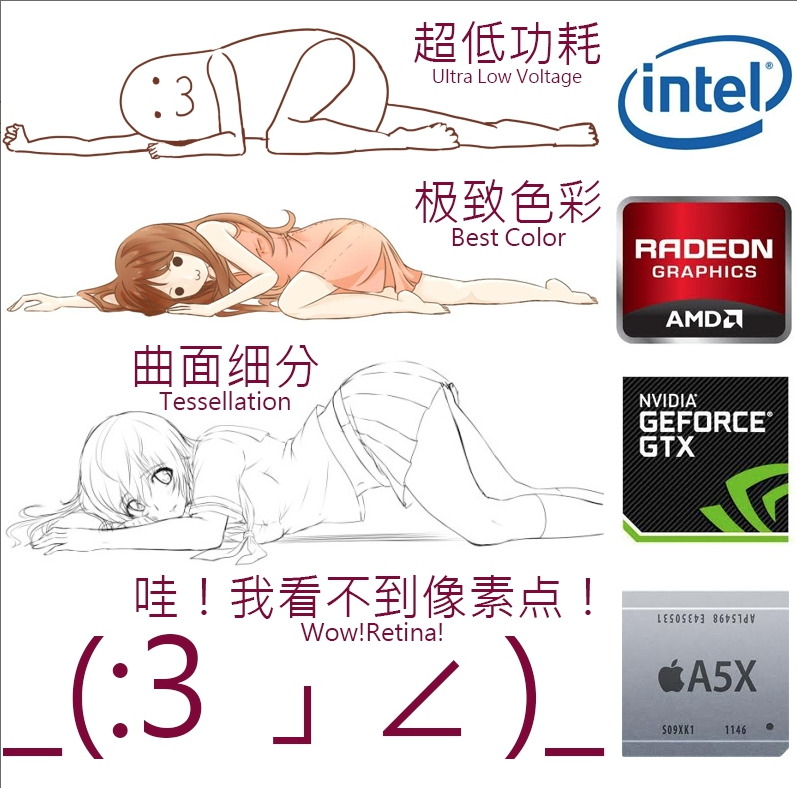 超低功耗
Ultra Low Voltage
intel®
极致色彩
Best Color
RADEON
GRAPHICS
AMD
曲面细分
Tessellation
NVIDIA®
GEFORCE®
GTX
哇！我看不到像素点！
Wow!Retina!
_(:3 」∠ )_
APL5498 E4350531
A5X
S09XK1 1146